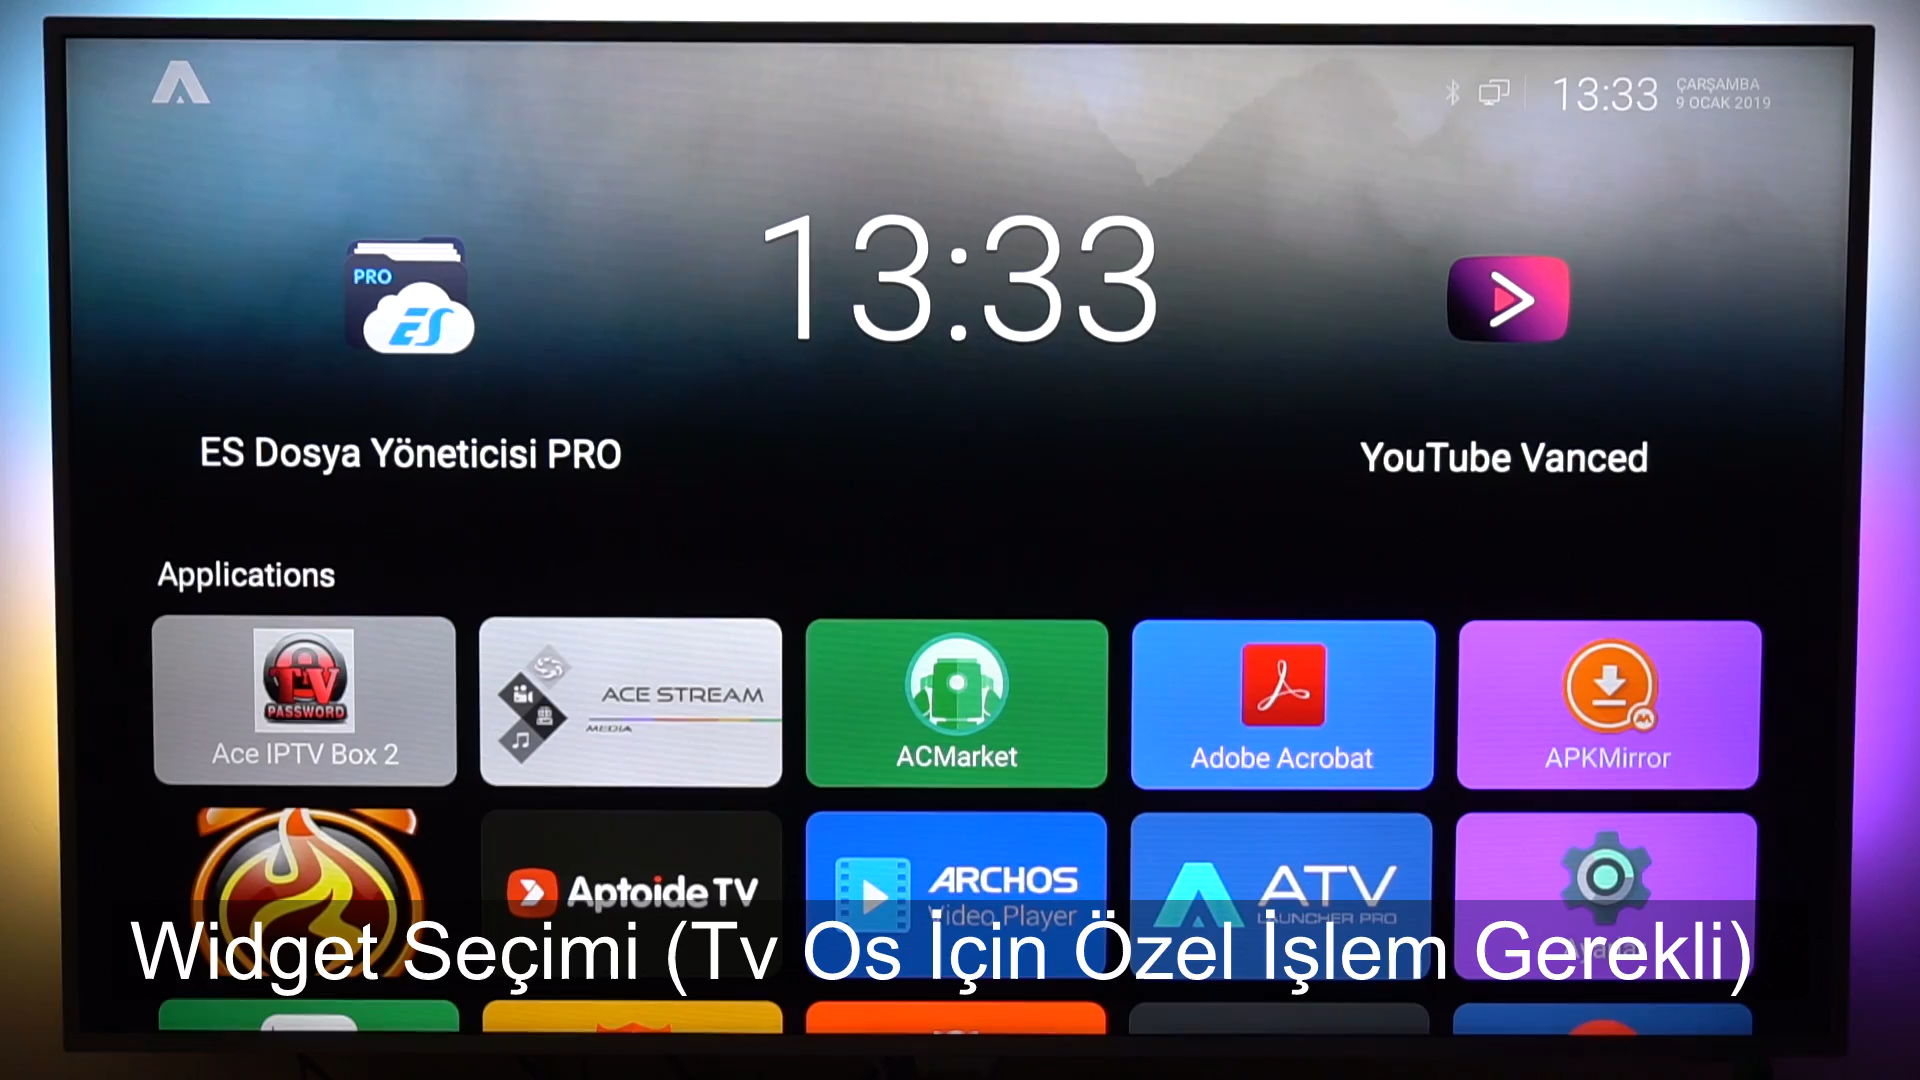 13:33
ÇARŞAMBA
9 OCAK 2019
PRO
ES
13:33
ES Dosya Yöneticisi PRO
YouTube Vanced
Applications
TV
PASSWORD
Ace IPTV Box 2
ACE STREAM
MEDIA
ACMarket
Adobe Acrobat
APKMirror
Aptoide TV
ARCHOS
Video Player
ATV
LAUNCHER PRO
Widget Seçimi (Tv Os İçin Özel İşlem Gerekli)